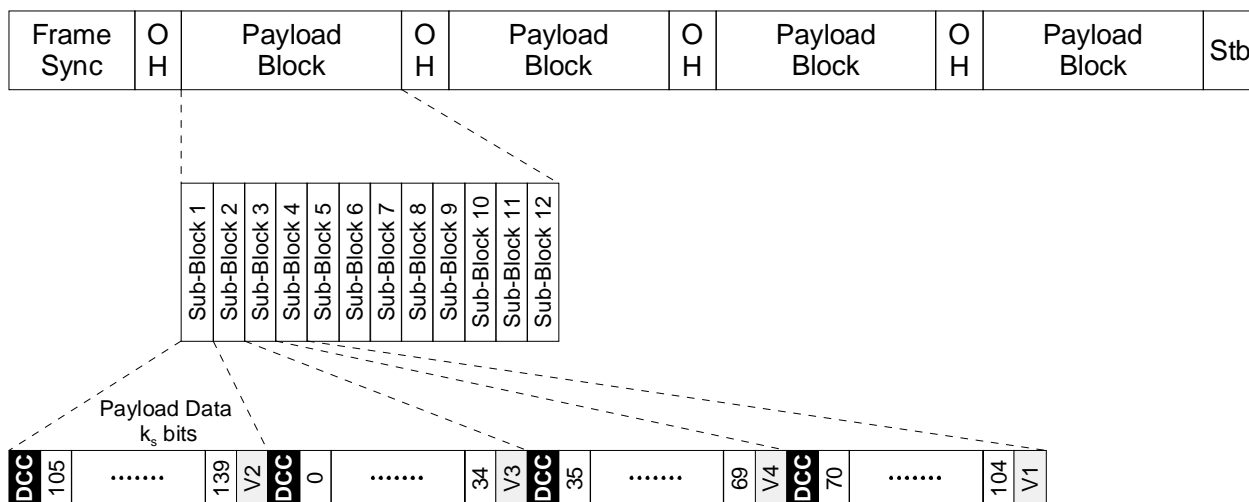 Frame
Sync
O
H
Payload
Block
O
H
Payload
Block
O
H
Payload
Block
O
H
Payload
Block
Stb
Sub-Block 1
Sub-Block 2
Sub-Block 3
Sub-Block 4
Sub-Block 5
Sub-Block 6
Sub-Block 7
Sub-Block 8
Sub-Block 9
Sub-Block 10
Sub-Block 11
Sub-Block 12
Payload Data
kₛ bits
DCC
105
.......
139
V2
DCC
0
.......
34
V3
DCC
35
.......
69
V4
DCC
70
.......
104
V1